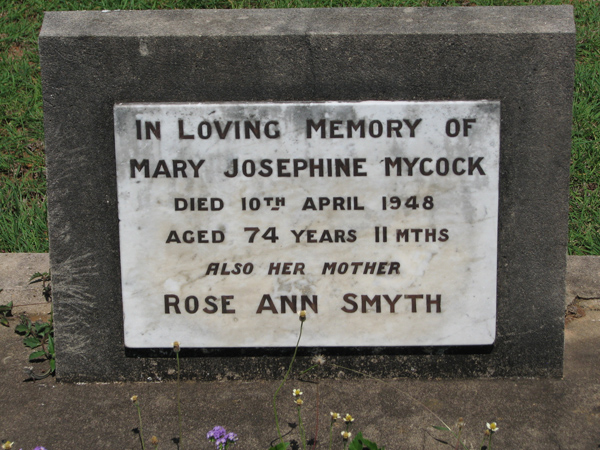 IN LOVING MEMORY OF
MARY JOSEPHINE MYCOCK
DIED 10TH APRIL 1948
AGED 74 YEARS 11 MTHS
ALSO HER MOTHER
ROSE ANN SMYTH